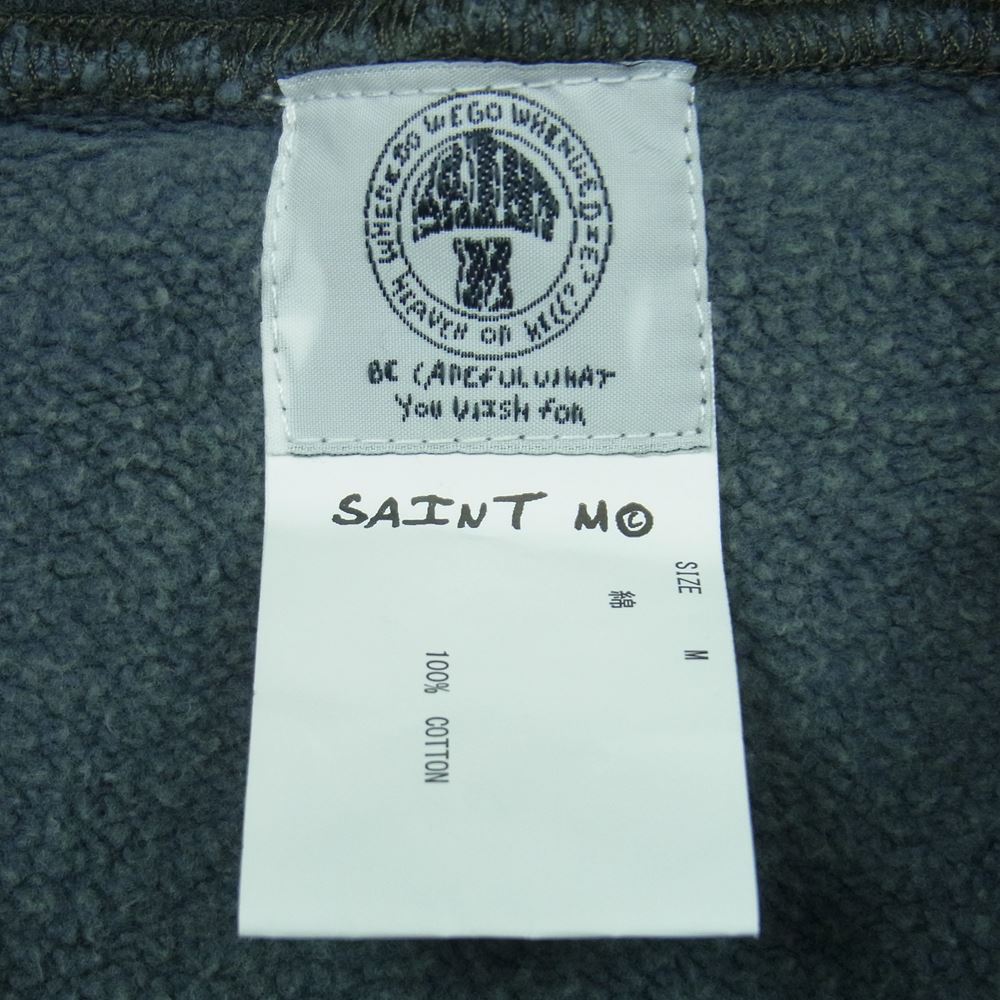 WHERE DO WE GO WHEN WE DIE?
HEAVEN OR HELL?
SAINT
M
BE CAREFUL WHAT
YOU WISH FOR
SAINT M©
SIZE M
綿
100% COTTON